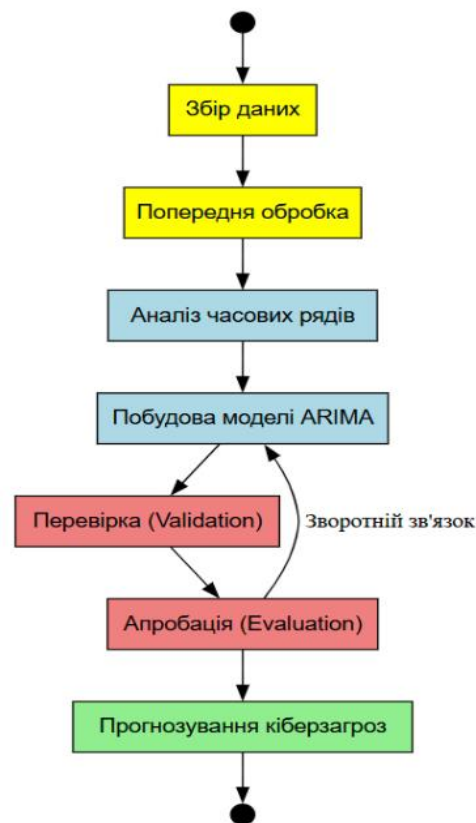 Збір даних
Попередня обробка
Аналіз часових рядів
Побудова моделі ARIMA
Перевірка (Validation)
Зворотній зв'язок
Апробація (Evaluation)
Прогнозування кіберзагроз